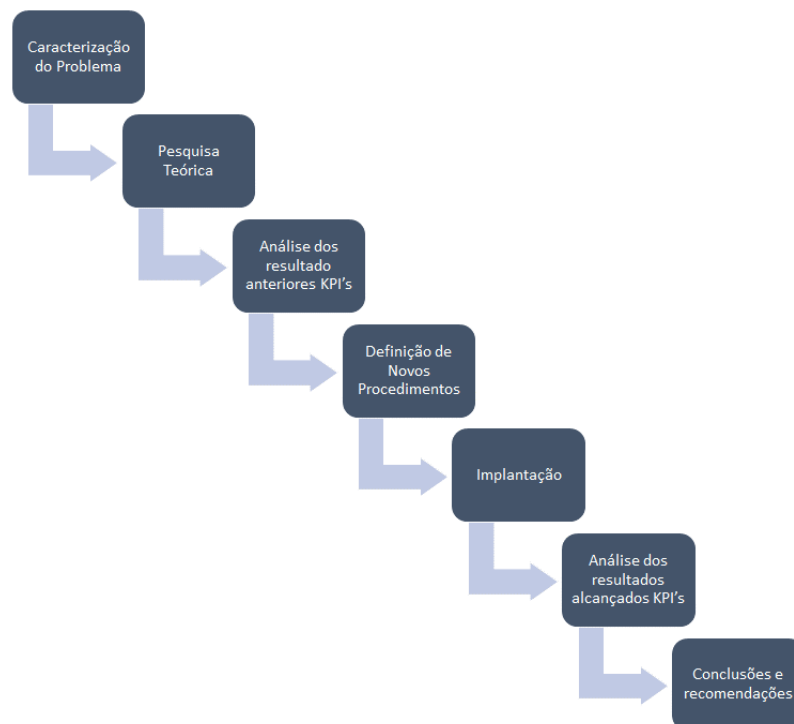 Caracterização
do Problema
Pesquisa
Teórica
Análise dos
resultado
anteriores KPI's
Definição de
Novos
Procedimentos
Implantação
Análise dos
resultados
alcançados KPI's
Conclusões e
recomendações